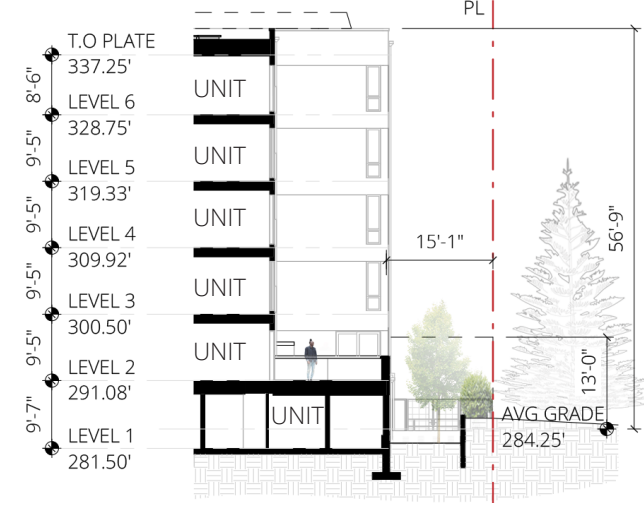 PL
T.O PLATE
337.25'
8'-6"
UNIT
LEVEL 6
328.75'
9'-5"
UNIT
LEVEL 5
319.33'
9'-5"
UNIT
LEVEL 4
309.92'
15'-1"
56'-9"
9'-5"
UNIT
LEVEL 3
300.50'
9'-5"
UNIT
LEVEL 2
291.08'
13'-0"
9'-7"
UNIT
AVG GRADE
284.25'
LEVEL 1
281.50'